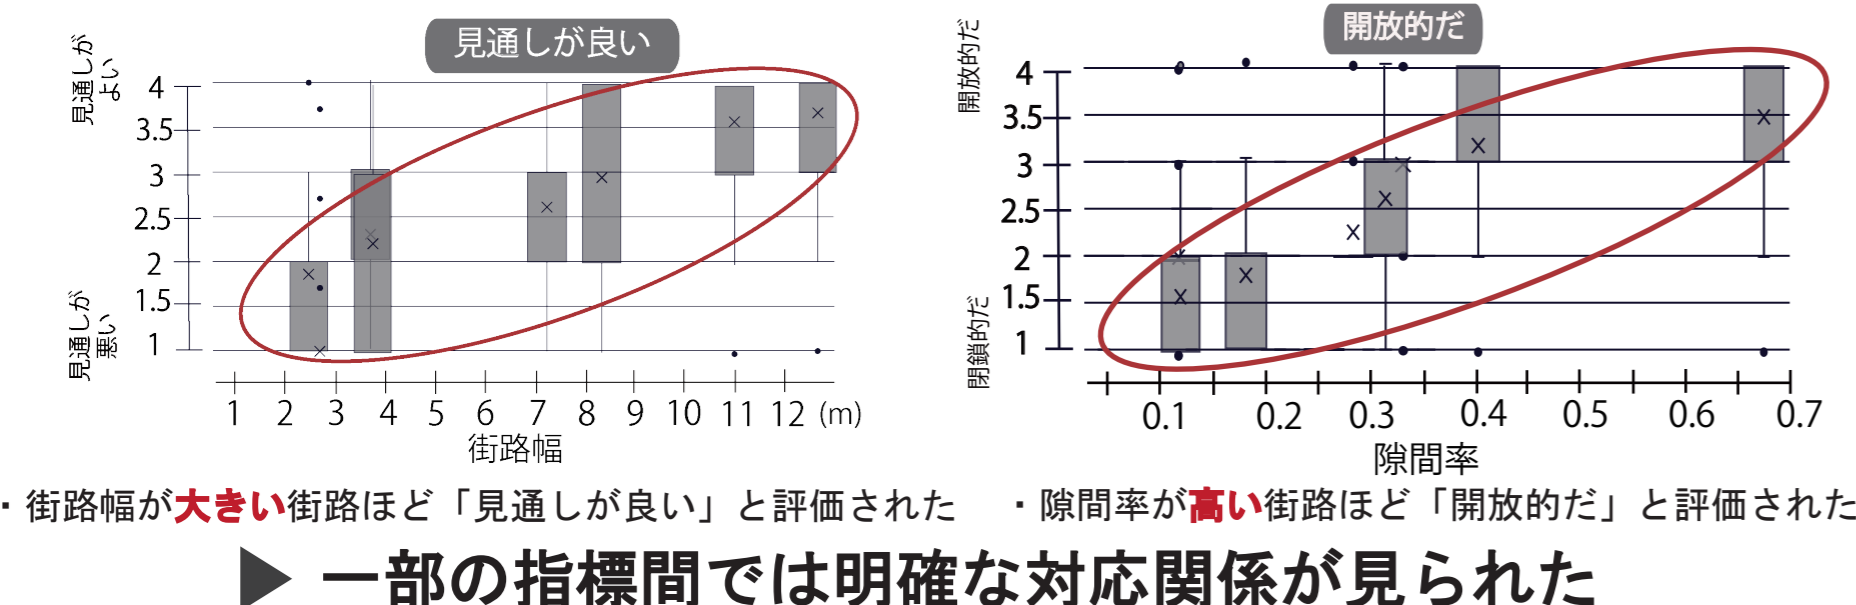 見通しが良い
見通しが
よい
4
3.5
3
2.5
2
1.5
1
見通しが
悪い
1 2 3 4 5 6 7 8 9 10 11 12 (m)
街路幅
・街路幅が大きい街路ほど「見通しが良い」と評価された
開放的だ
開放的だ
4
3.5
3
2.5
2
1.5
1
閉鎖的だ
0.1 0.2 0.3 0.4 0.5 0.6 0.7
隙間率
・隙間率が高い街路ほど「開放的だ」と評価された
▶ 一部の指標間では明確な対応関係が見られた